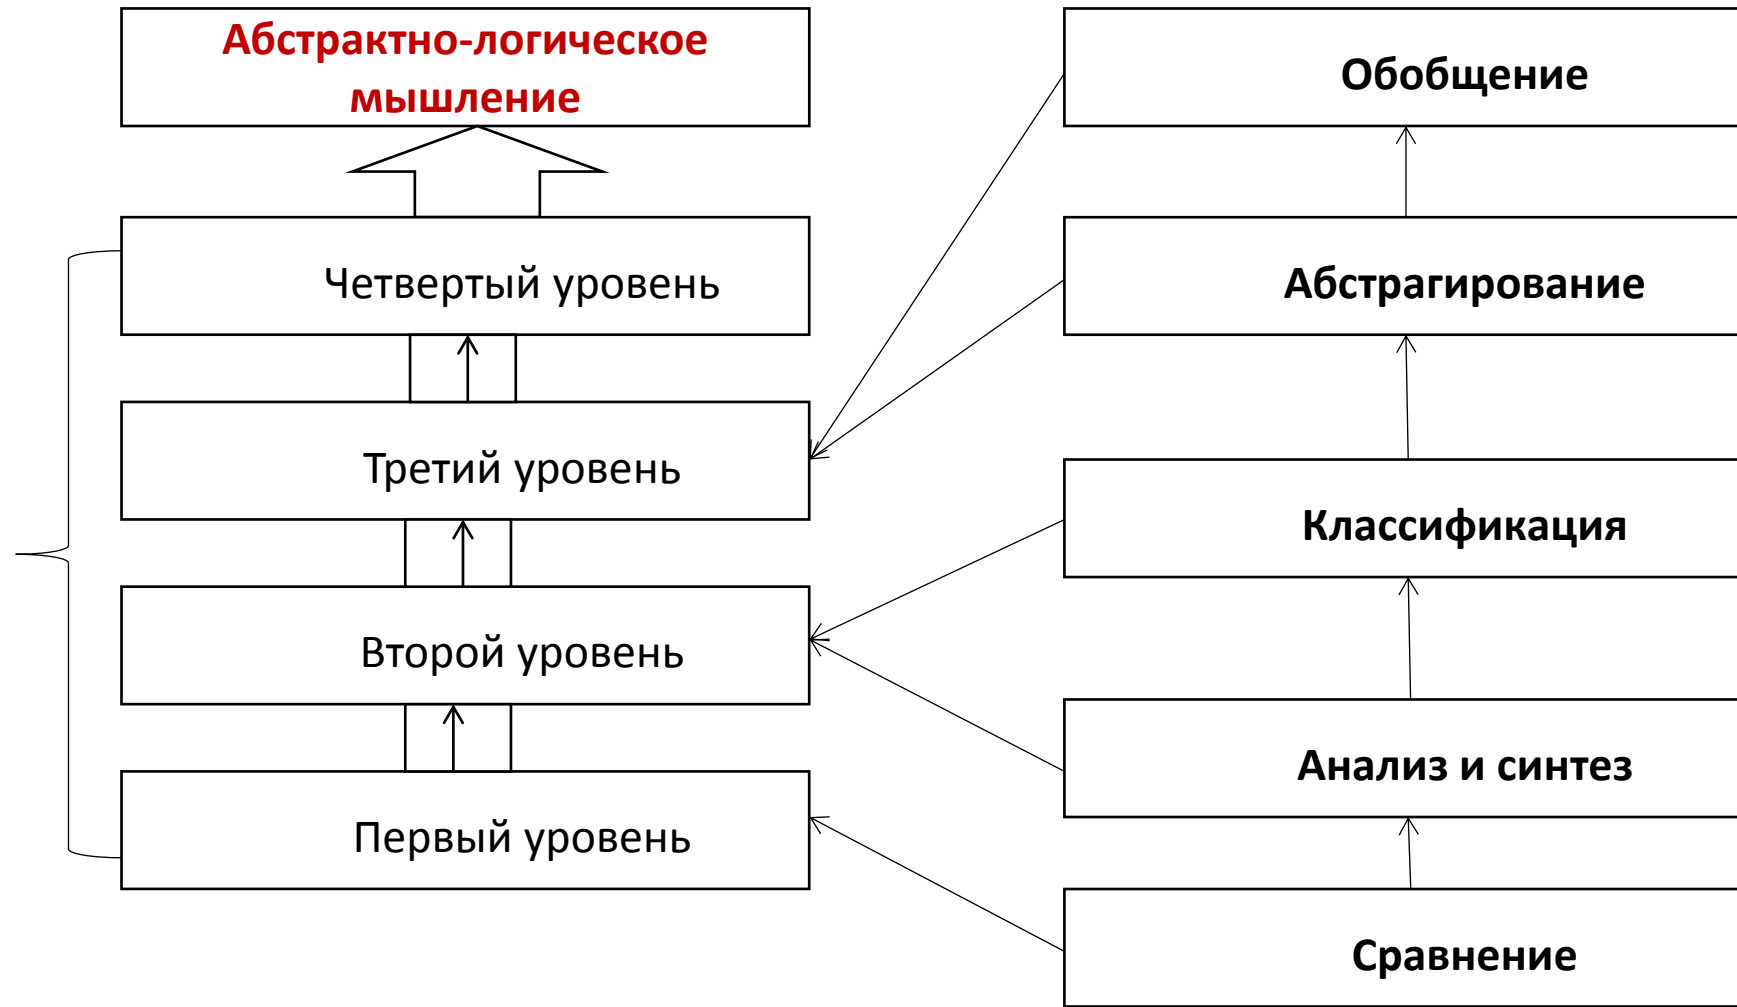 Абстрактно-логическое
мышление
Четвертый уровень
Третий уровень
Второй уровень
Первый уровень
Обобщение
Абстрагирование
Классификация
Анализ и синтез
Сравнение